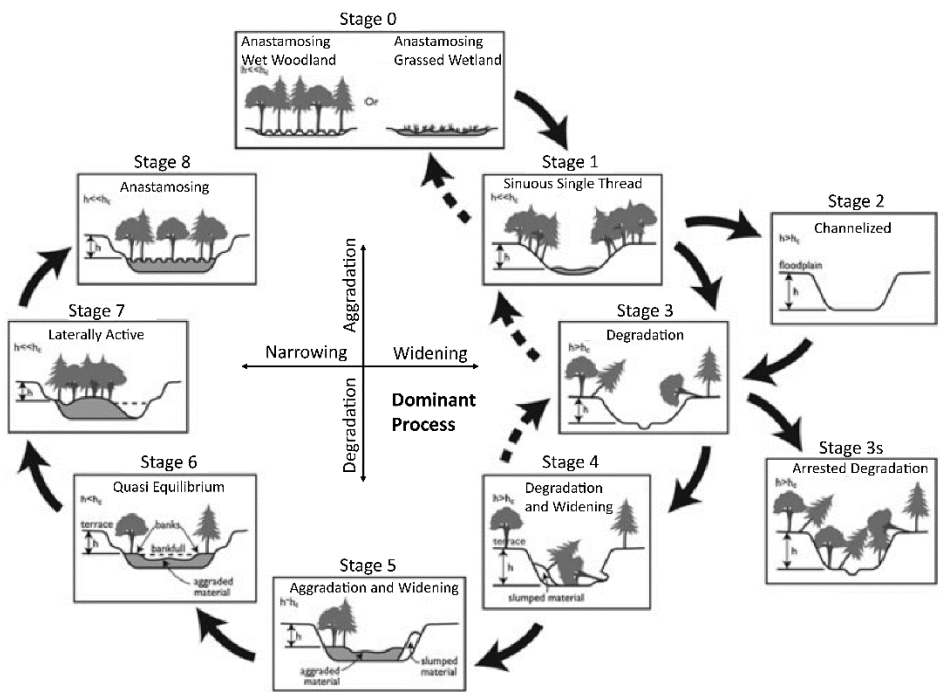 Stage 0
Anastamosing
Wet Woodland
h<<hc
Or
Anastamosing
Grassed Wetland
Stage 1
Sinuous Single Thread
h<<hc
h
Stage 2
Channelized
h>hc
floodplain
h
Stage 3
Degradation
h>hc
h
Stage 3s
Arrested Degradation
h>hc
h
Stage 4
Degradation
and Widening
h>hc
terrace
h
slumped material
Stage 5
Aggradation and Widening
h~hc
h
aggraded
material
slumped
material
Stage 6
Quasi Equilibrium
h<hc
terrace
banks
h
bankfull
aggraded
material
Stage 7
Laterally Active
h<<hc
h
Stage 8
Anastamosing
h<<hc
h
Aggradation
Narrowing
Widening
Degradation
Dominant
Process